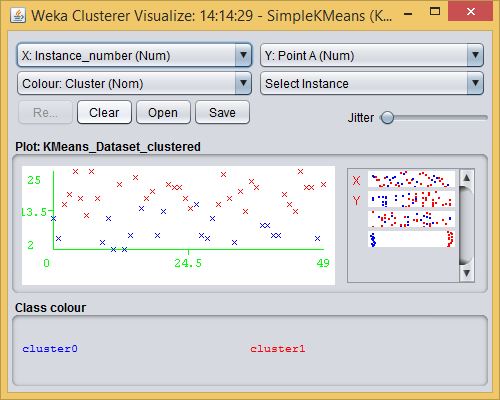 Weka Clusterer Visualize: 14:14:29 - SimpleKMeans (K...
X: Instance_number (Num) Y: Point A (Num)
Colour: Cluster (Nom) Select Instance
Re... Clear Open Save Jitter
Plot: KMeans_Dataset_clustered
25
13.5
2
0 24.5 49
X
Y
Class colour
cluster0 cluster1